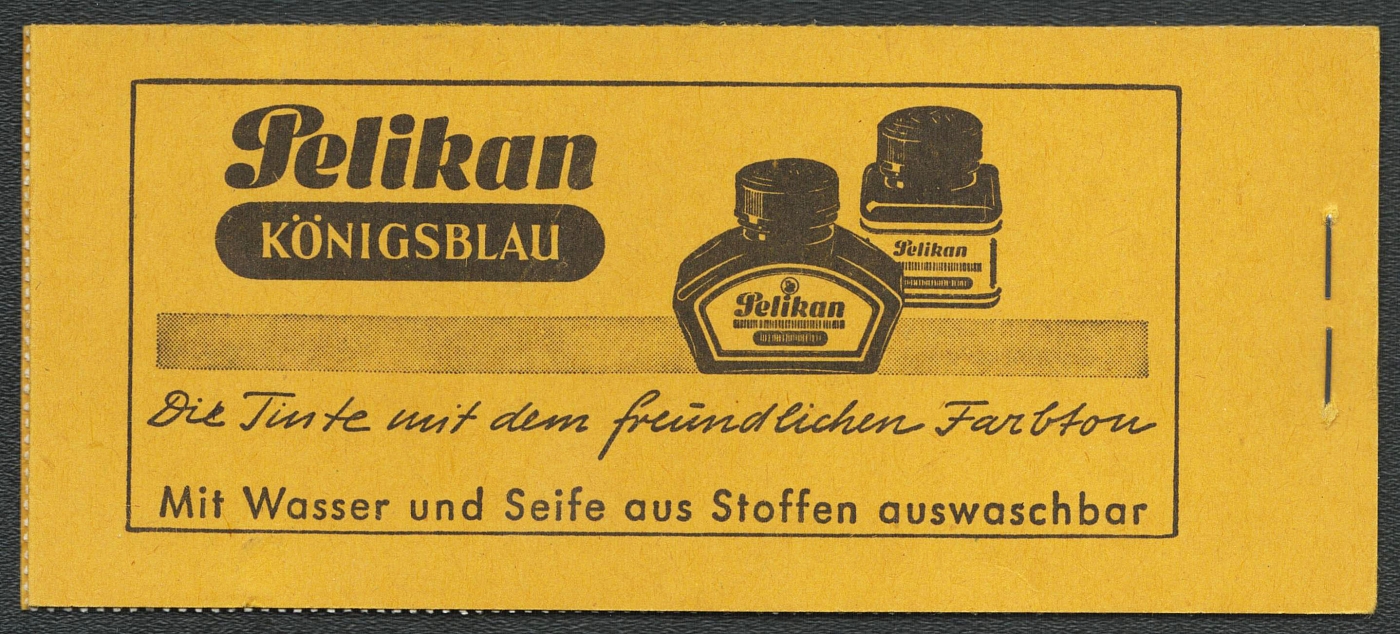 Pelikan
KÖNIGSBLAU
Pelikan
Pelikan
Die Tinte mit dem freundlichen Farbton
Mit Wasser und Seife aus Stoffen auswaschbar